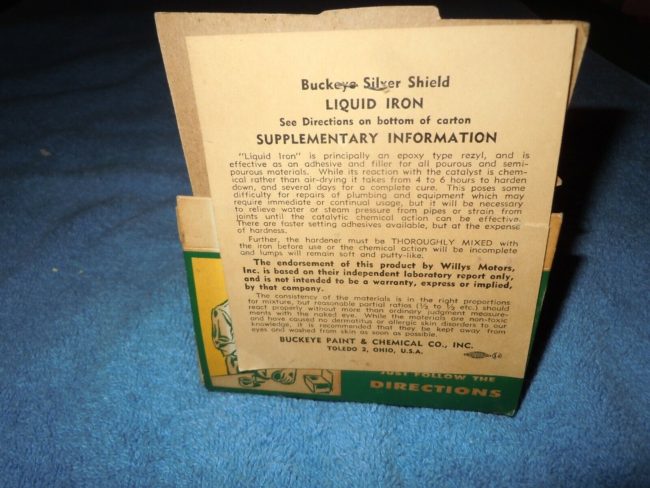 Buckeye Silver Shield
LIQUID IRON
See Directions on bottom of carton
SUPPLEMENTARY INFORMATION
"Liquid Iron" is principally an epoxy type rezyl, and is
effective as an adhesive and filler for all pourous and semi-
pourous materials. While its reaction with the catalyst is chem-
ical rather than air-drying it takes from 4 to 6 hours to harden
down, and several days for a complete cure. This poses some
difficulty for repairs of plumbing and equipment which may
require immediate or continual usage, but it will be necessary
to relieve water or steam pressure from pipes or strain from
joints until the catalytic chemical action can be effective.
There are faster setting adhesives available, but at the expense
of hardness.
Further, the hardener must be THOROUGHLY MIXED with
the iron before use or the chemical action will be incomplete
and lumps will remain soft and putty-like.
The endorsement of this product by Willys Motors,
Inc. is based on their independent laboratory report only,
and is not intended to be a warranty, express or implied,
by that company.
The consistency of the materials is in the right proportions
for mixture, but reasonable partial ratios (½ to ½ etc.) should
react properly without more than ordinary judgment measure-
ments with the naked eye. While the materials are non-toxic
and have caused no dermatitus or allergic skin disorders to our
knowledge, it is recommended that they be kept away from
eyes and washed from skin as soon as possible.
BUCKEYE PAINT & CHEMICAL CO., INC.
TOLEDO 2, OHIO, U.S.A.
JUST FOLLOW THE
DIRECTIONS